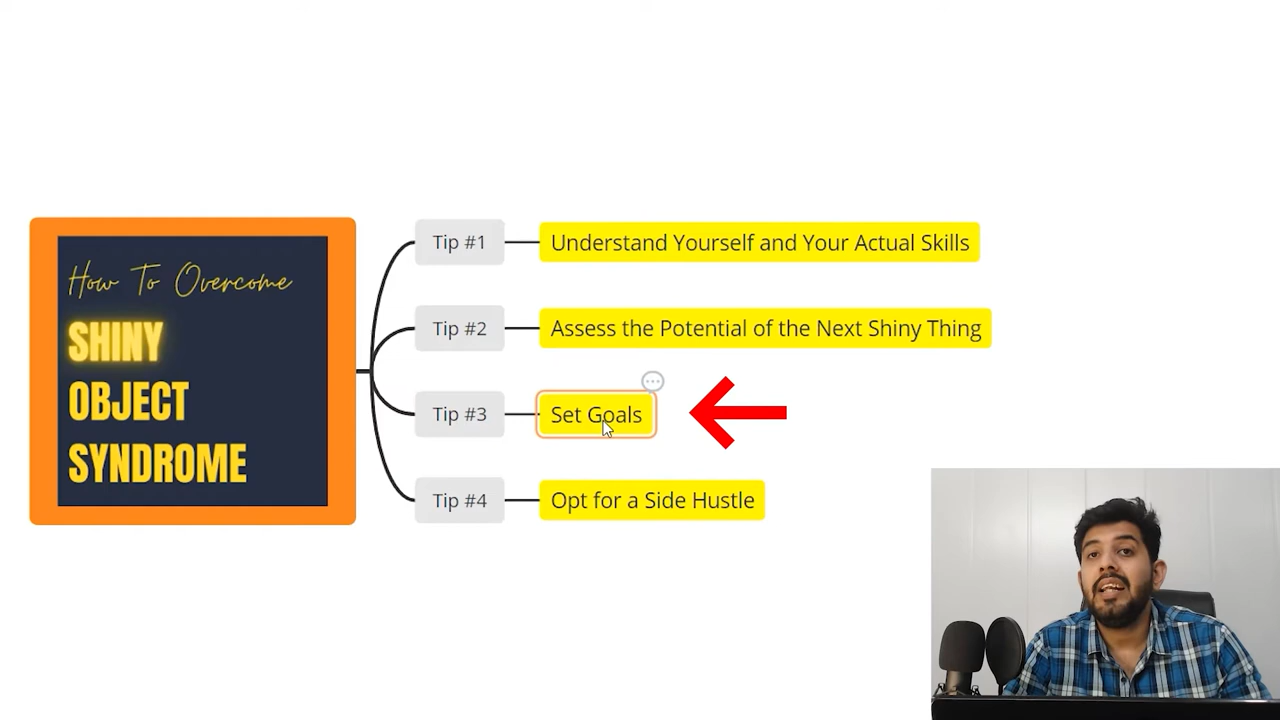 How To Overcome
SHINY
OBJECT
SYNDROME
Tip #1
Understand Yourself and Your Actual Skills
Tip #2
Assess the Potential of the Next Shiny Thing
Tip #3
Set Goals
Tip #4
Opt for a Side Hustle